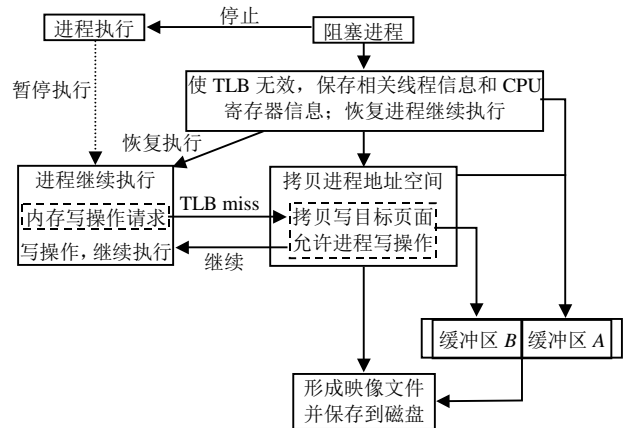 进程执行
停止
阻塞进程
暂停执行
使 TLB 无效，保存相关线程信息和 CPU
寄存器信息；恢复进程继续执行
恢复执行
进程继续执行
内存写操作请求
写操作，继续执行
TLB miss
继续
拷贝进程地址空间
拷贝写目标页面
允许进程写操作
缓冲区 B
缓冲区 A
形成映像文件
并保存到磁盘